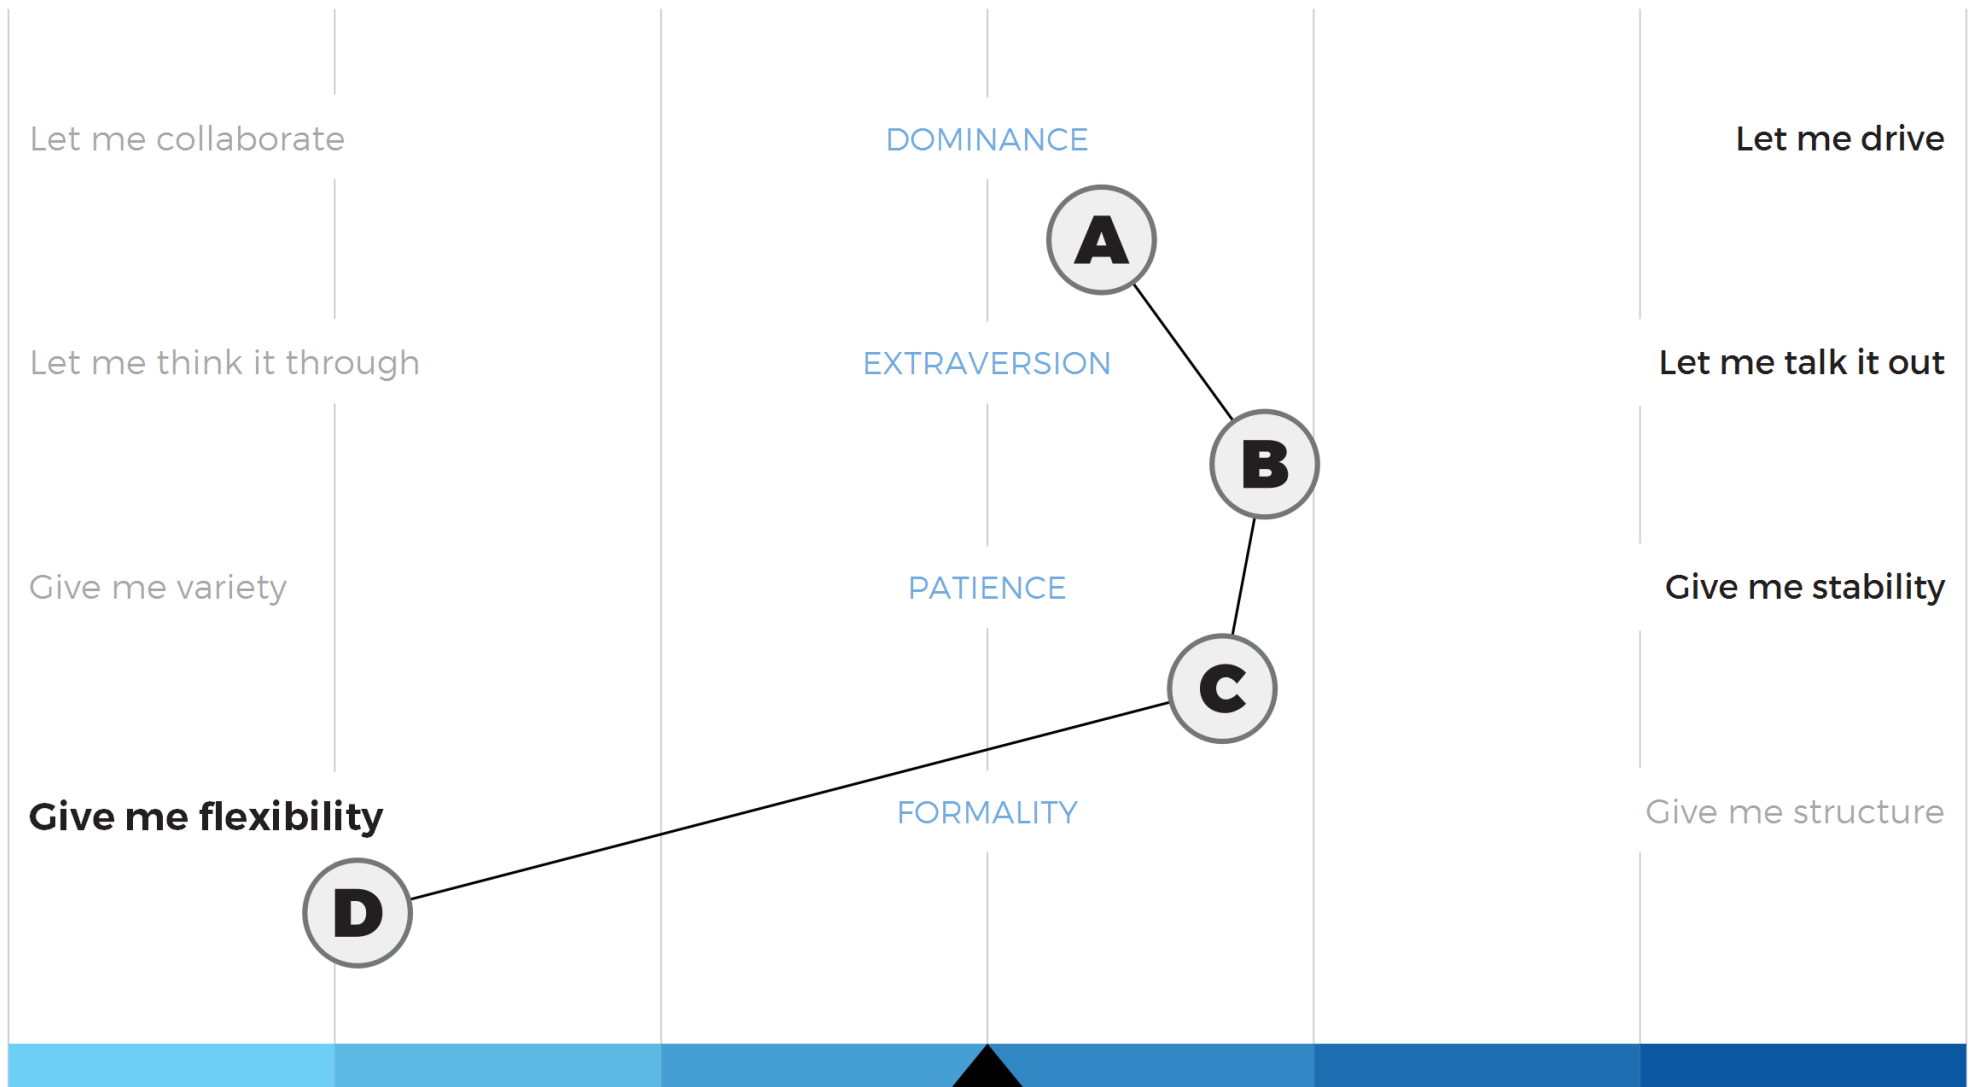 Let me collaborate DOMINANCE Let me drive
A
Let me think it through EXTRAVERSION Let me talk it out
B
Give me variety PATIENCE Give me stability
C
Give me flexibility FORMALITY Give me structure
D